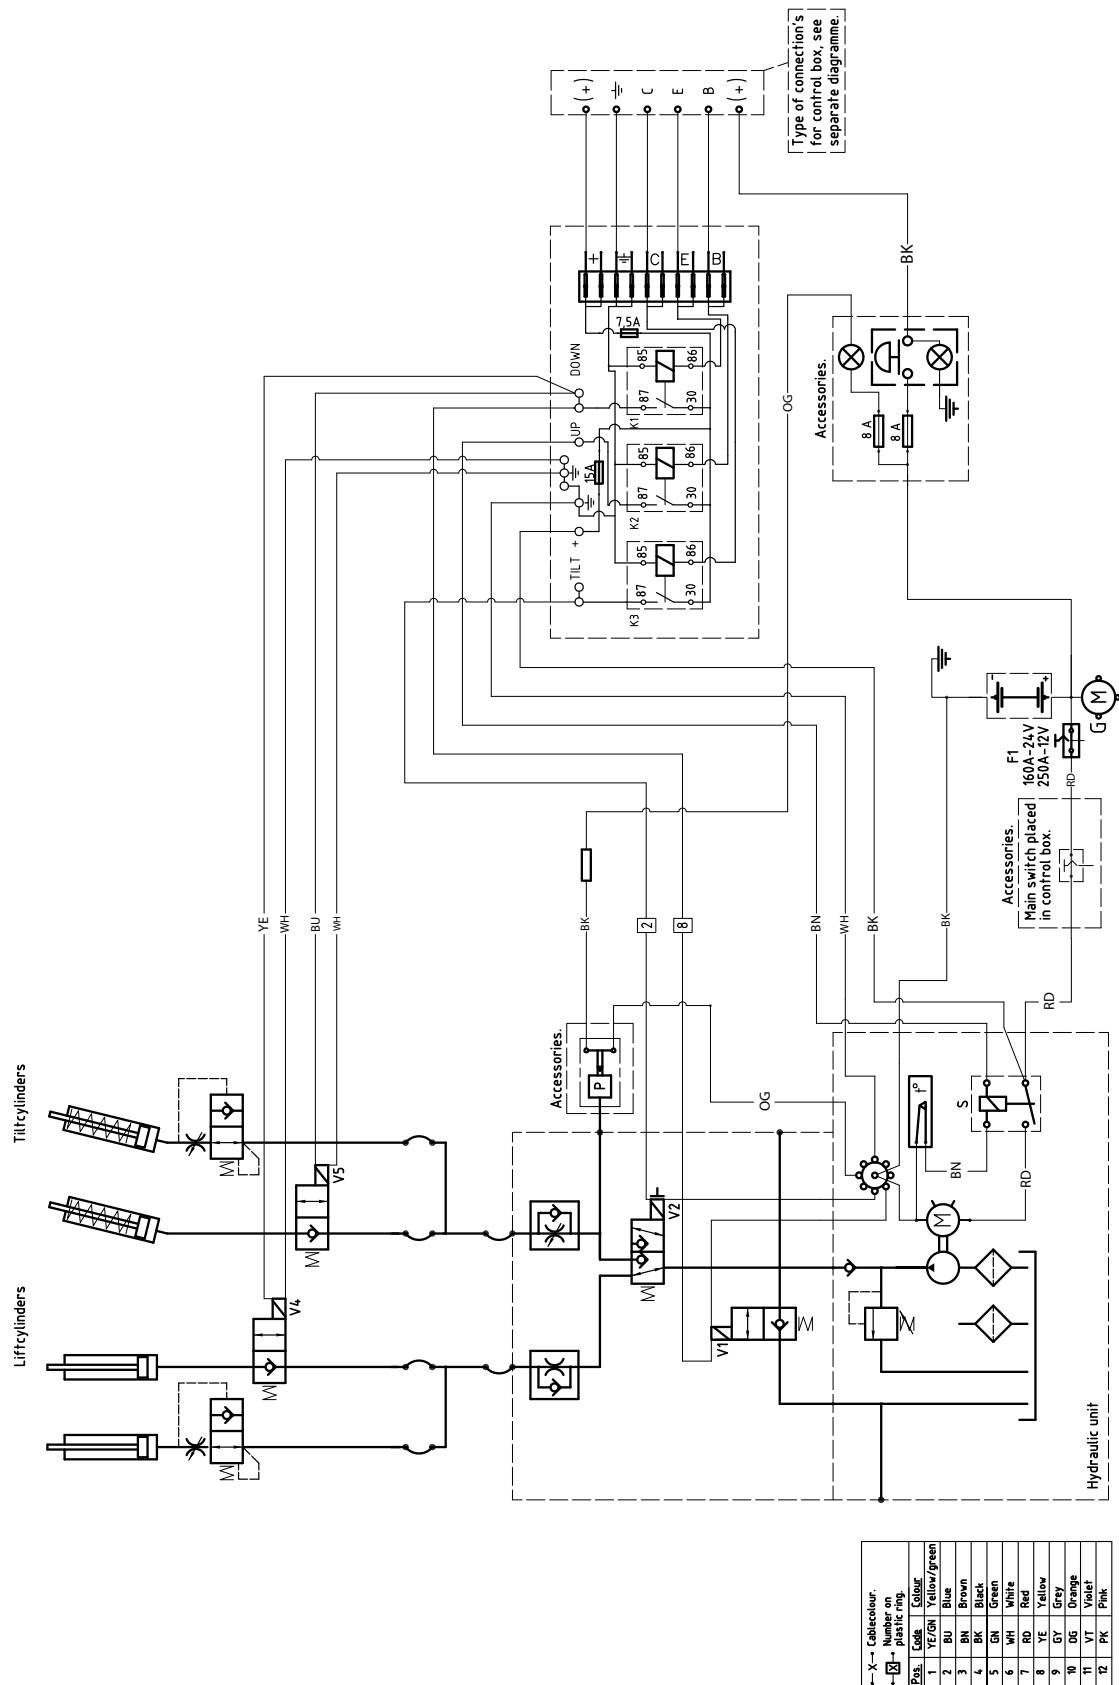 Type of connection's
for control box, see
separate diagramme.
(+)
C
E
B
(+)
+
C
E
B
7,5A
DOWN
85
86
87
30
K1
UP
15A
85
86
87
30
K2
+
TILT
85
86
87
30
K3
BK
OG
Accessories.
8 A
8 A
-
+
M
G
F1
160A-24V
250A-12V
RD
Accessories.
Main switch placed
in control box.
YE
WH
BU
WH
BK
2
8
BN
WH
BK
BK
RD
Tiltcylinders
Accessories.
P
OG
t°
S
BN
RD
V5
V2
M
Liftcylinders
V4
V1
Hydraulic unit
X Cablecolour.
X Number on
plastic ring.
Pos. Code Colour
1 YE/GN Yellow/green
2 BU Blue
3 BN Brown
4 BK Black
5 GN Green
6 WH White
7 RD Red
8 YE Yellow
9 GY Grey
10 OG Orange
11 VT Violet
12 PK Pink